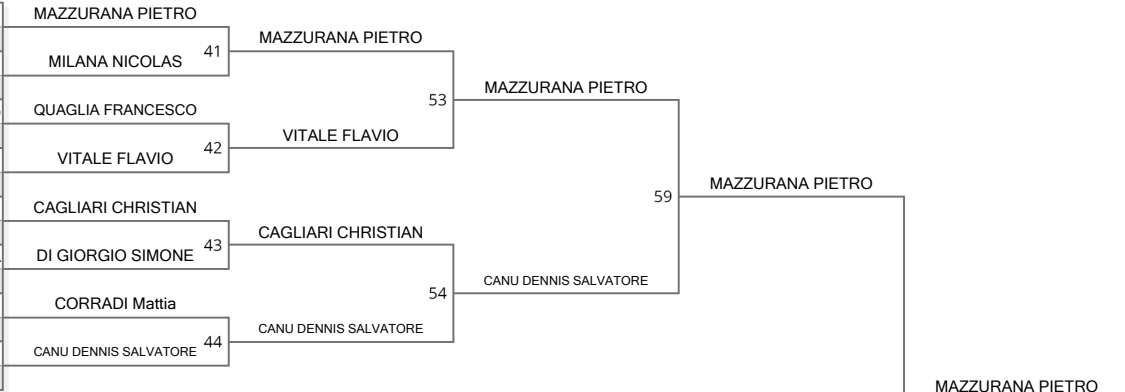 MAZZURANA PIETRO
MILANA NICOLAS
41
QUAGLIA FRANCESCO
VITALE FLAVIO
42
CAGLIARI CHRISTIAN
DI GIORGIO SIMONE
43
CORRADI Mattia
CANU DENNIS SALVATORE
44
MAZZURANA PIETRO
VITALE FLAVIO
53
CAGLIARI CHRISTIAN
CANU DENNIS SALVATORE
54
MAZZURANA PIETRO
CANU DENNIS SALVATORE
59
MAZZURANA PIETRO
MAZZURANA PIETRO